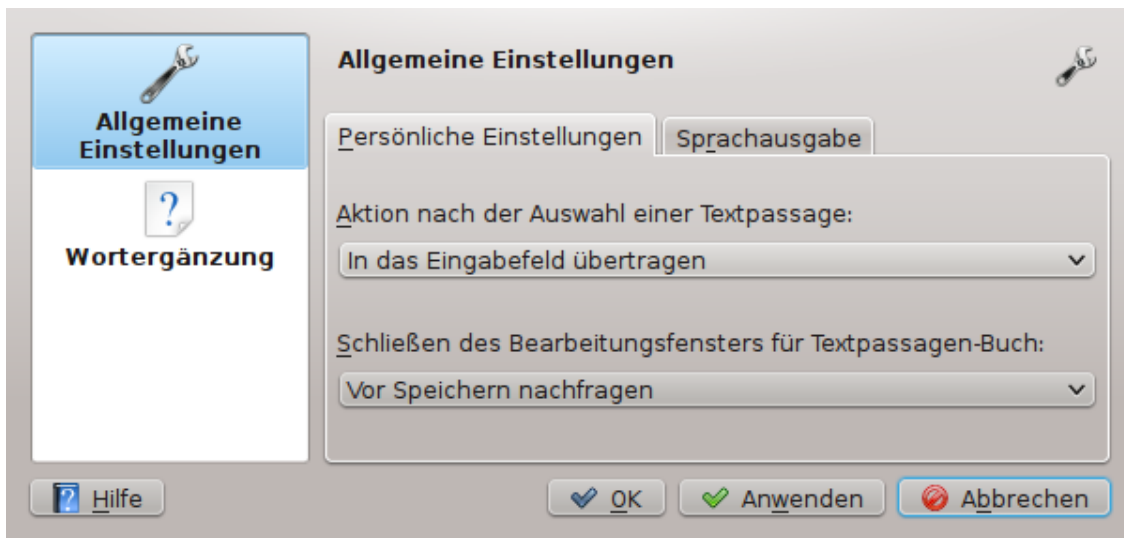 Allgemeine
Einstellungen
Wortergänzung
Allgemeine Einstellungen
Persönliche Einstellungen
Sprachausgabe
Aktion nach der Auswahl einer Textpassage:
In das Eingabefeld übertragen
Schließen des Bearbeitungsfensters für Textpassagen-Buch:
Vor Speichern nachfragen
Hilfe
OK
Anwenden
Abbrechen